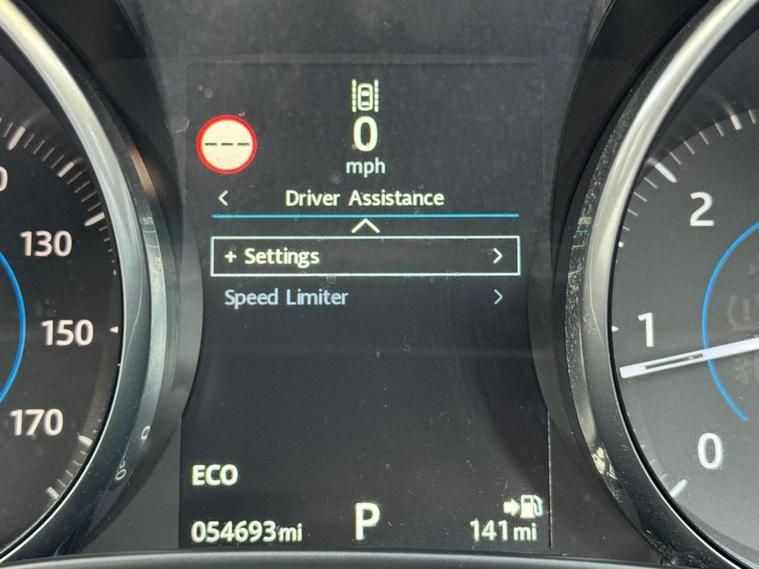 ---
0
mph
Driver Assistance
+ Settings
Speed Limiter
ECO
054693mi
P
141mi
130
150
170
2
1
0